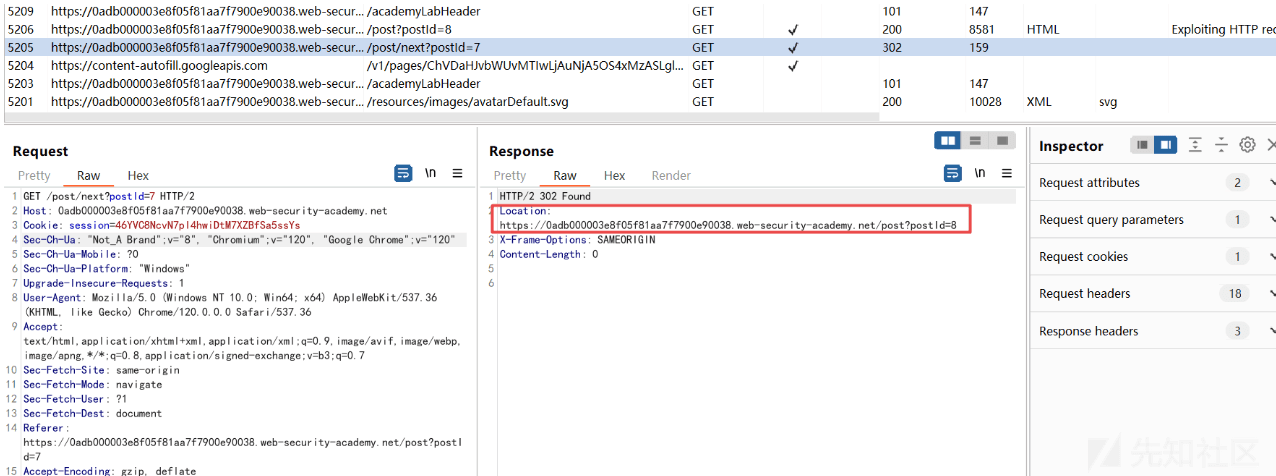 5209 https://0adb000003e8f05f81aa7f7900e90038.web-secur... /academyLabHeader GET 101 147
5206 https://0adb000003e8f05f81aa7f7900e90038.web-secur... /post?postId=8 GET ✓ 200 8581 HTML Exploiting HTTP rec
5205 https://0adb000003e8f05f81aa7f7900e90038.web-secur... /post/next?postId=7 GET ✓ 302 159
5204 https://content-autofill.googleapis.com /v1/pages/ChVDaHJvbWUvMTIwLjAuNjA5OS4xMzASLgl... GET ✓
5203 https://0adb000003e8f05f81aa7f7900e90038.web-secur... /academyLabHeader GET 101 147
5201 https://0adb000003e8f05f81aa7f7900e90038.web-secur... /resources/images/avatarDefault.svg GET 200 10028 XML svg
Request
Pretty Raw Hex \n
1 GET /post/next?postId=7 HTTP/2
2 Host: 0adb000003e8f05f81aa7f7900e90038.web-security-academy.net
3 Cookie: session=46YVC8NcvN7pl4hwiDtM7XZBfSa5ssYs
4 Sec-Ch-Ua: "Not_A Brand";v="8", "Chromium";v="120", "Google Chrome";v="120"
5 Sec-Ch-Ua-Mobile: ?0
6 Sec-Ch-Ua-Platform: "Windows"
7 Upgrade-Insecure-Requests: 1
8 User-Agent: Mozilla/5.0 (Windows NT 10.0; Win64; x64) AppleWebKit/537.36
(KHTML, like Gecko) Chrome/120.0.0.0 Safari/537.36
9 Accept:
text/html,application/xhtml+xml,application/xml;q=0.9,image/avif,image/webp,
image/apng,*/*;q=0.8,application/signed-exchange;v=b3;q=0.7
10 Sec-Fetch-Site: same-origin
11 Sec-Fetch-Mode: navigate
12 Sec-Fetch-User: ?1
13 Sec-Fetch-Dest: document
14 Referer:
https://0adb000003e8f05f81aa7f7900e90038.web-security-academy.net/post?postI
d=7
15 Accept-Encoding: gzip, deflate
Response
Pretty Raw Hex Render \n
1 HTTP/2 302 Found
2 Location:
https://0adb000003e8f05f81aa7f7900e90038.web-security-academy.net/post?postId=8
3 X-Frame-Options: SAMEORIGIN
4 Content-Length: 0
5
6
Inspector
Request attributes 2
Request query parameters 1
Request cookies 1
Request headers 18
Response headers 3
先知社区